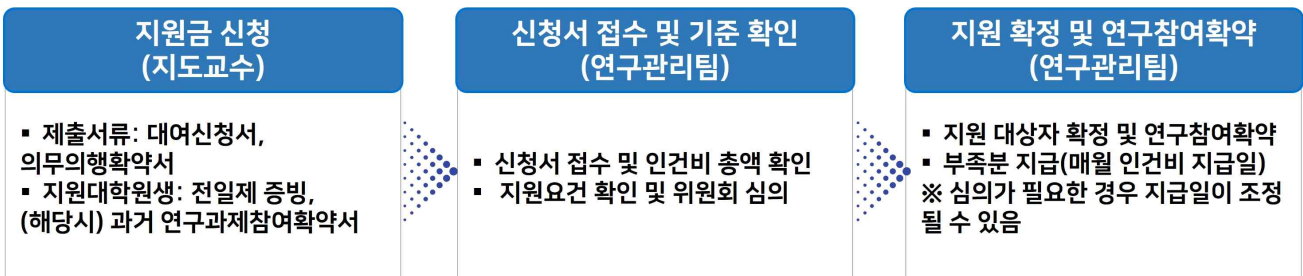 지원금 신청
(지도교수)
▪ 제출서류: 대여신청서,
의무의행확약서
▪ 지원대학원생: 전일제 증빙,
(해당시) 과거 연구과제참여확약서
신청서 접수 및 기준 확인
(연구관리팀)
▪ 신청서 접수 및 인건비 총액 확인
▪ 지원요건 확인 및 위원회 심의
지원 확정 및 연구참여확약
(연구관리팀)
▪ 지원 대상자 확정 및 연구참여확약
▪ 부족분 지급(매월 인건비 지급일)
※ 심의가 필요한 경우 지급일이 조정
될 수 있음